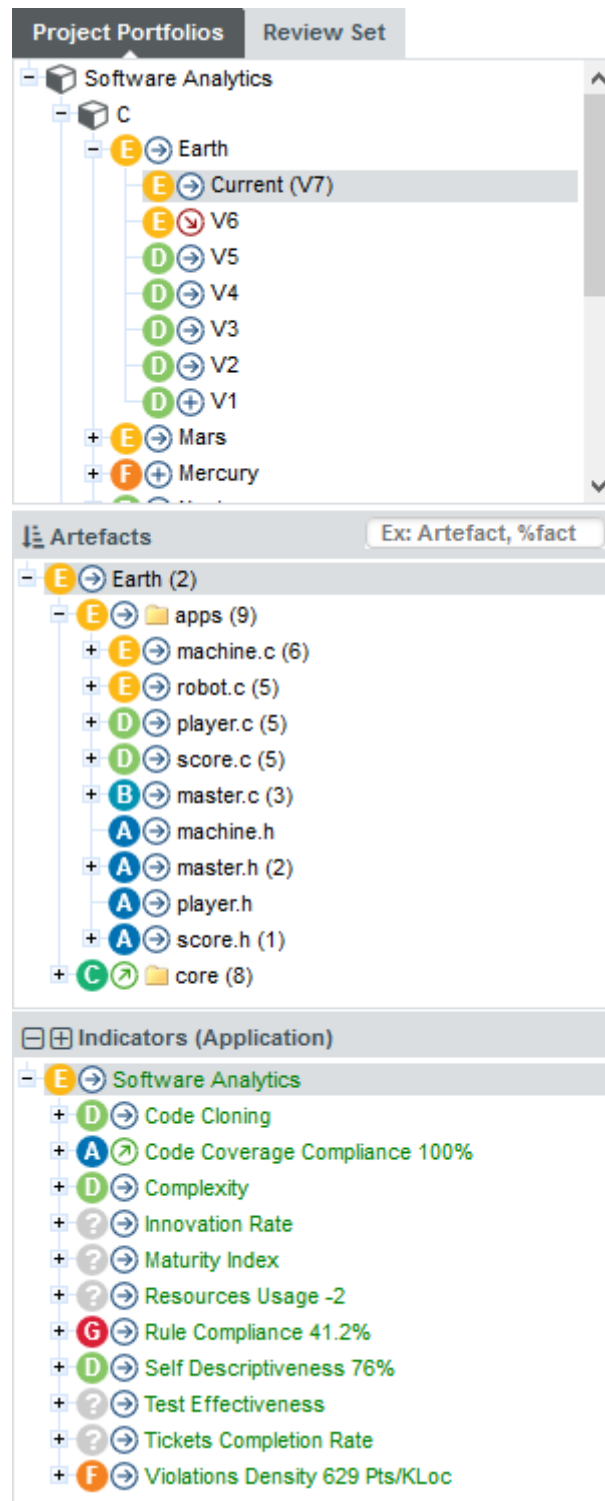 Project Portfolios Review Set
Software Analytics
C
E Earth
E Current (V7)
E V6
D V5
D V4
D V3
D V2
D V1
E Mars
F Mercury
Artefacts Ex: Artefact, %fact
E Earth (2)
E apps (9)
E machine.c (6)
E robot.c (5)
D player.c (5)
D score.c (5)
B master.c (3)
A machine.h
A master.h (2)
A player.h
A score.h (1)
C core (8)
Indicators (Application)
E Software Analytics
D Code Cloning
A Code Coverage Compliance 100%
D Complexity
? Innovation Rate
? Maturity Index
? Resources Usage -2
G Rule Compliance 41.2%
D Self Descriptiveness 76%
? Test Effectiveness
? Tickets Completion Rate
F Violations Density 629 Pts/KLoc